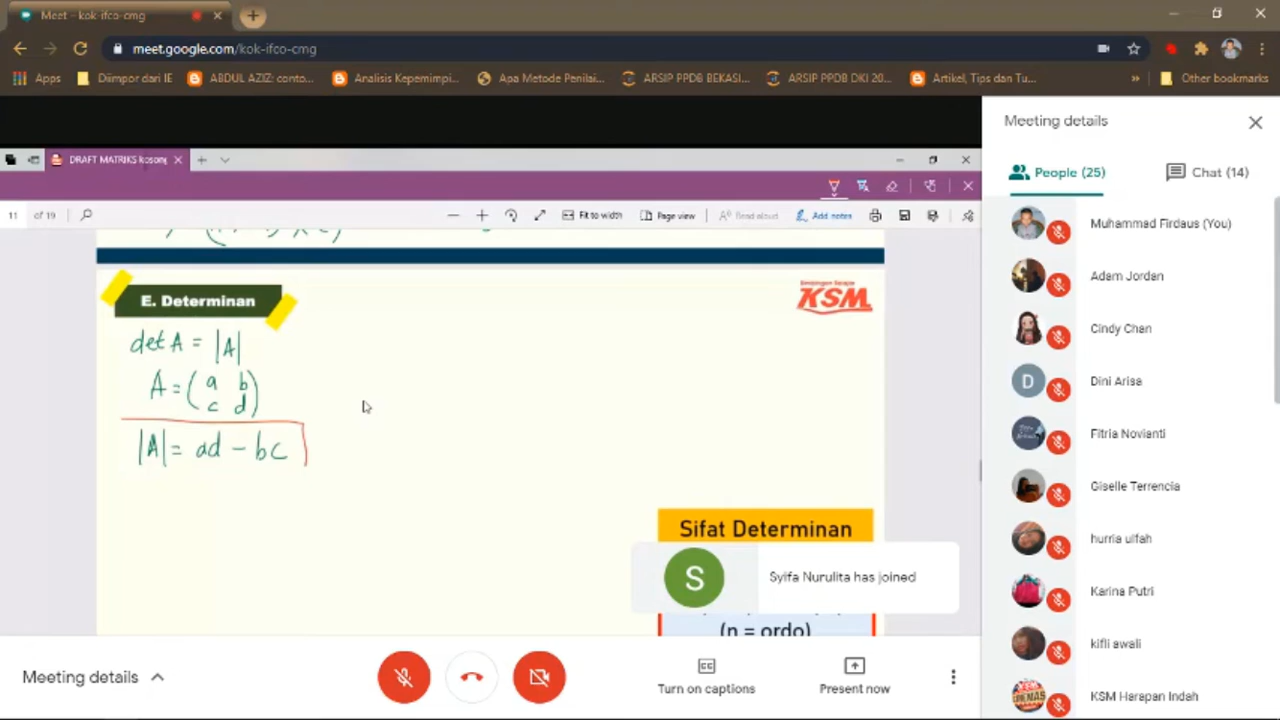 Meet – kok-ifco-cmg
meet.google.com/kok-ifco-cmg
Apps
Diimpor dari IE
ABDUL AZIZ: conto...
Analisis Kepemimpi...
Apa Metode Penilai...
ARSIP PPDB BEKASI...
ARSIP PPDB DKI 20...
Artikel, Tips dan Tu...
Other bookmarks
DRAFT MATRIKS kosong
11 of 19
Fit to width
Page view
Read aloud
Add notes
E. Determinan
KSM
det A = |A|
A = (a b
c d)
|A| = ad - bc
Sifat Determinan
(n = ordo)
S
Syifa Nurulita has joined
Meeting details
People (25)
Chat (14)
Muhammad Firdaus (You)
Adam Jordan
Cindy Chan
D
Dini Arisa
Fitria Novianti
Giselle Terrencia
hurria ulfah
Karina Putri
kifli awali
KSM Harapan Indah
Meeting details
Turn on captions
Present now